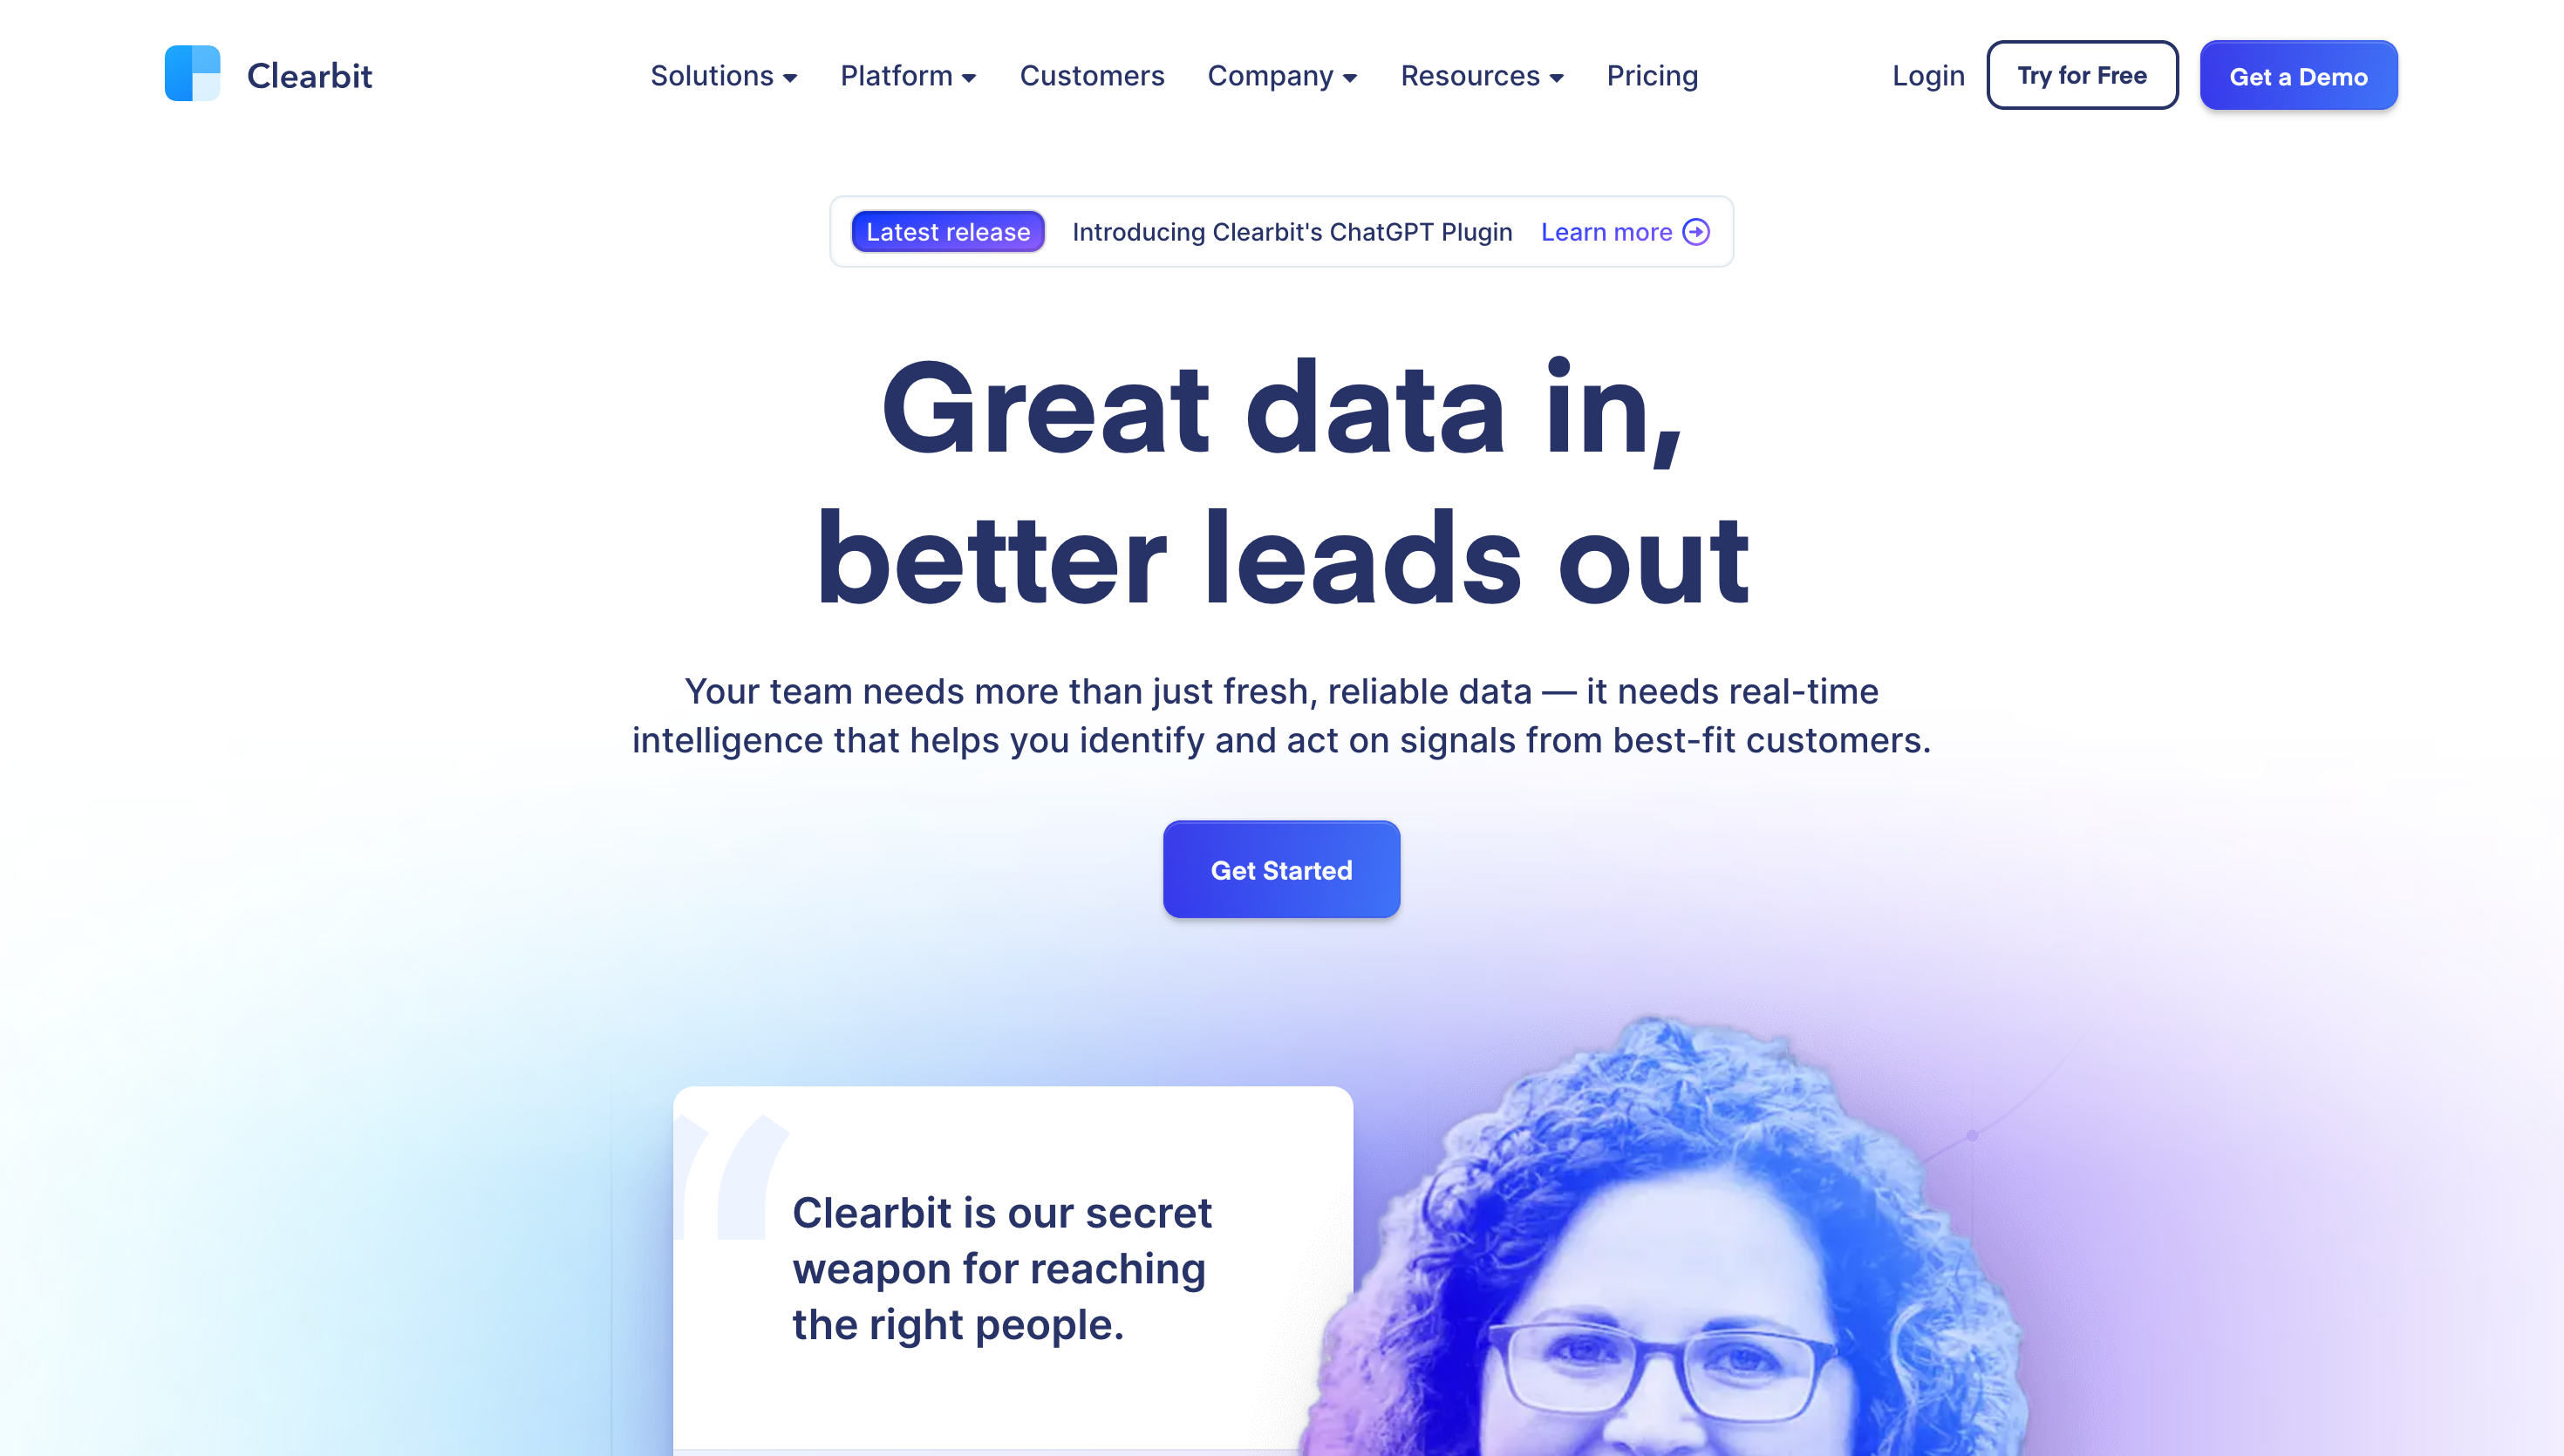 Clearbit
Solutions
Platform
Customers
Company
Resources
Pricing
Login
Try for Free
Get a Demo
Latest release
Introducing Clearbit's ChatGPT Plugin
Learn more
Great data in,
better leads out
Your team needs more than just fresh, reliable data — it needs real-time
intelligence that helps you identify and act on signals from best-fit customers.
Get Started
“
Clearbit is our secret
weapon for reaching
the right people.